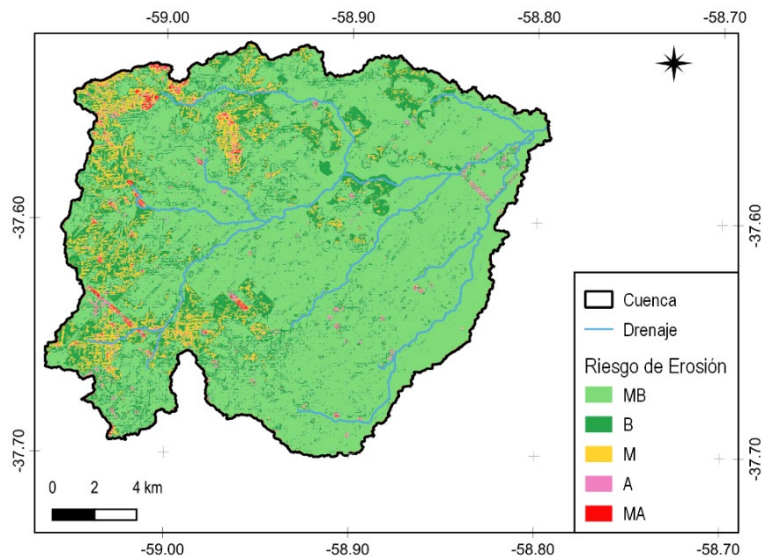 -59.00 -58.90 -58.80 -58.70
-37.60 -37.60
Cuenca
Drenaje
Riesgo de Erosión
MB
B
M
A
MA
-37.70 -37.70
0 2 4 km
-59.00 -58.90 -58.80 -58.70